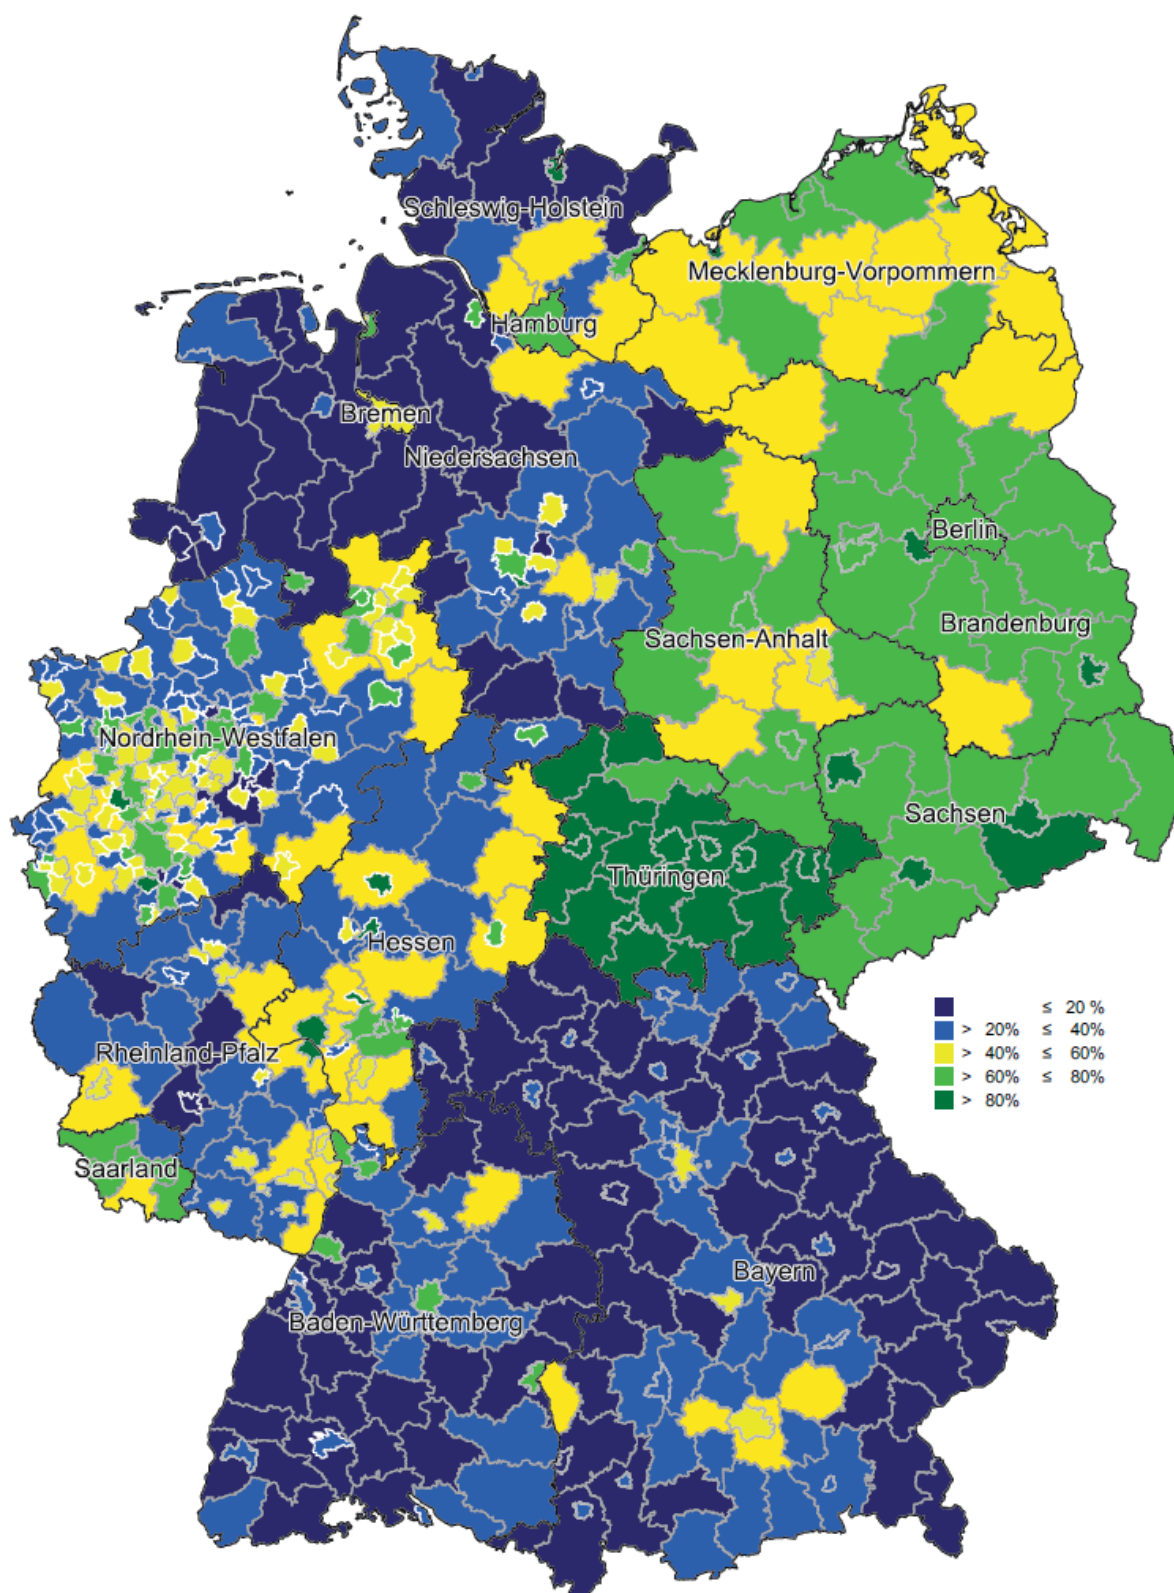 Schleswig-Holstein
Mecklenburg-Vorpommern
Hamburg
Bremen
Niedersachsen
Berlin
Brandenburg
Sachsen-Anhalt
Nordrhein-Westfalen
Sachsen
Thüringen
Hessen
≤ 20 %
> 20% ≤ 40%
> 40% ≤ 60%
> 60% ≤ 80%
> 80%
Rheinland-Pfalz
Saarland
Bayern
Baden-Württemberg